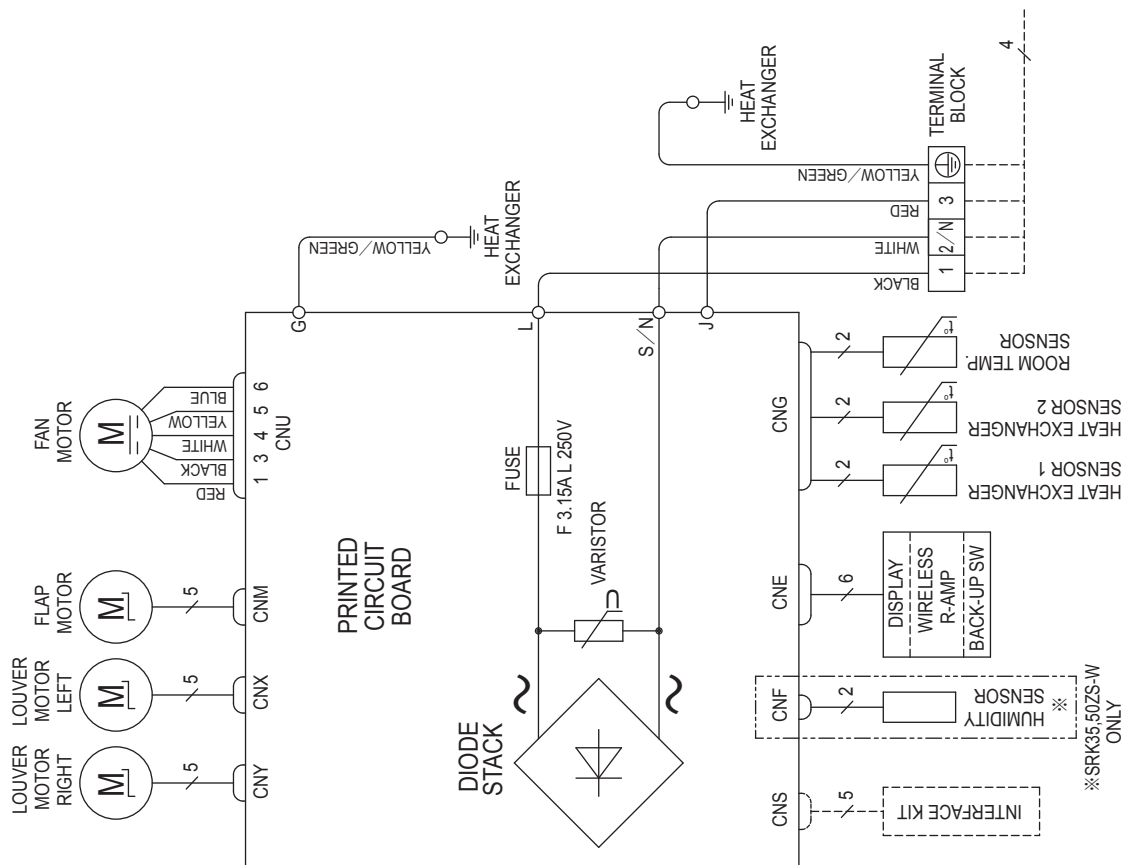 LOUVER
MOTOR
RIGHT
5
CNY
LOUVER
MOTOR
LEFT
5
CNX
FLAP
MOTOR
5
CNM
FAN
MOTOR
M
RED
BLACK
WHITE
YELLOW
BLUE
1 3 4 5 6
CNU
M
M
M
PRINTED
CIRCUIT
BOARD
DIODE
STACK
~
~
VARISTOR
U
FUSE
F 3.15A L 250V
G
L
S/N
J
YELLOW/GREEN
HEAT
EXCHANGER
YELLOW/GREEN
HEAT
EXCHANGER
BLACK
WHITE
RED
1 2/N 3
TERMINAL
BLOCK
4
CNS
5
INTERFACE KIT
CNF
2
HUMIDITY
SENSOR
※
※SRK35,50ZS-W
ONLY
CNE
6
DISPLAY
WIRELESS
R-AMP
BACK-UP SW
CNG
2
t°
HEAT EXCHANGER
SENSOR 1
2
t°
HEAT EXCHANGER
SENSOR 2
2
t°
ROOM TEMP.
SENSOR